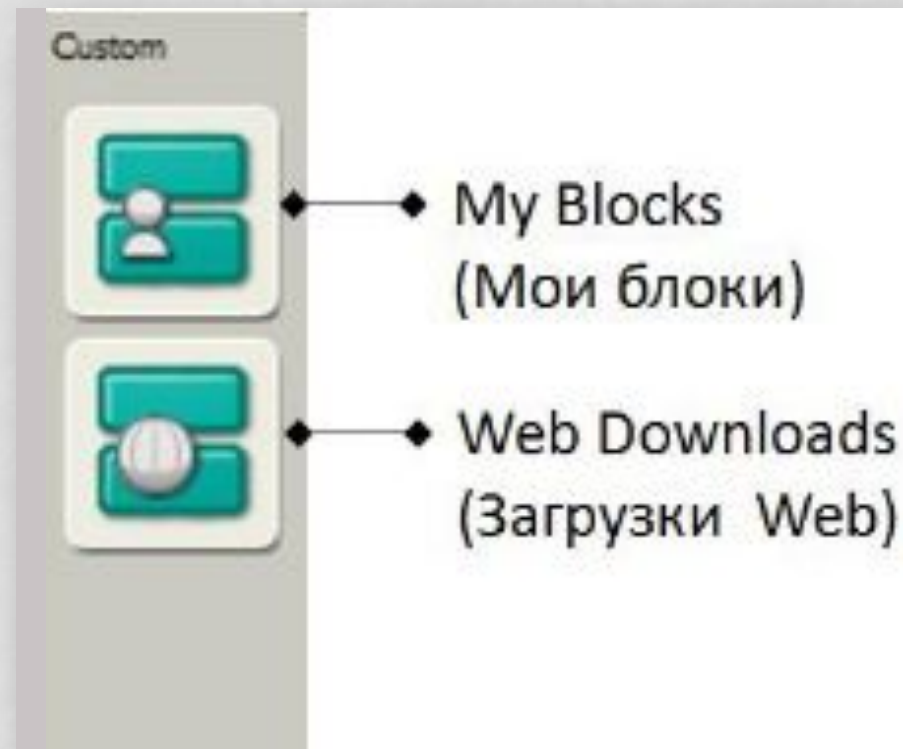 Custom
My Blocks
(Мои блоки)
Web Downloads
(Загрузки Web)